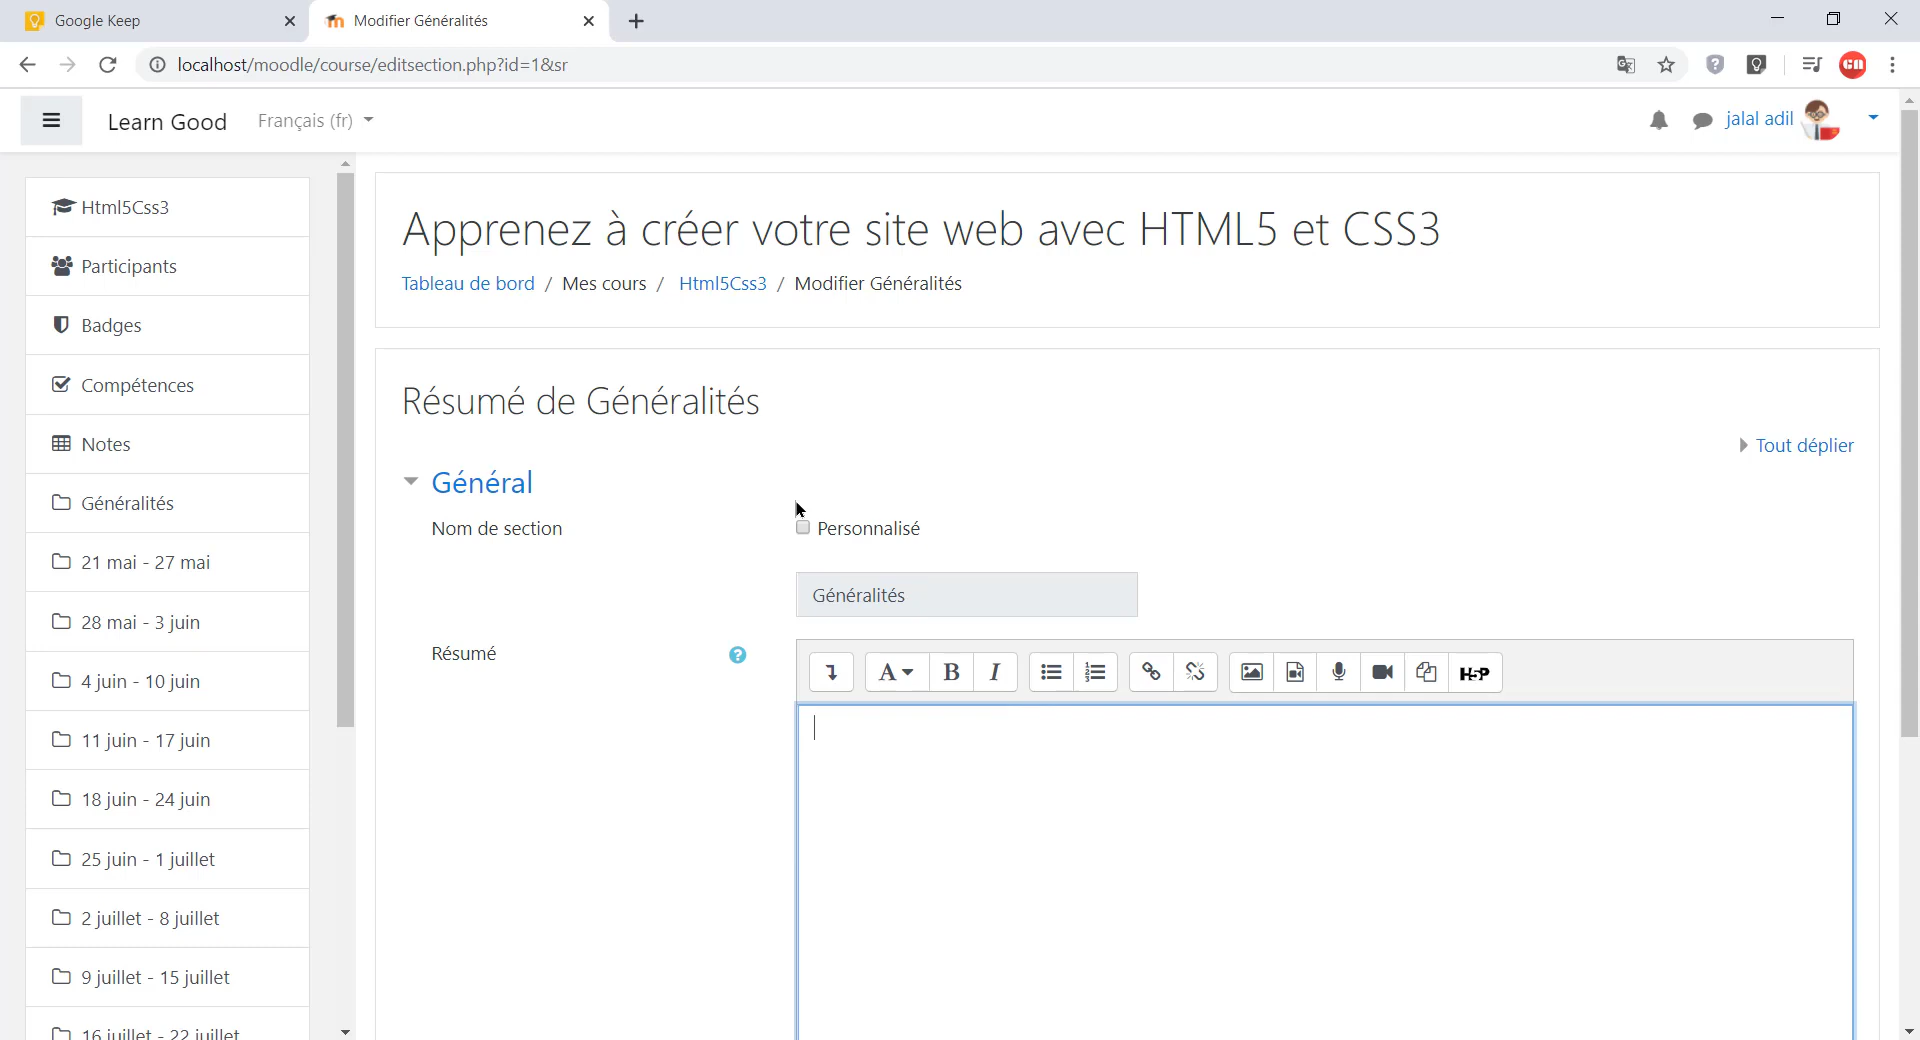 Google Keep
Modifier Généralités
localhost/moodle/course/editsection.php?id=1&sr
Learn Good
Français (fr)
jalal adil
Html5Css3
Participants
Badges
Compétences
Notes
Généralités
21 mai - 27 mai
28 mai - 3 juin
4 juin - 10 juin
11 juin - 17 juin
18 juin - 24 juin
25 juin - 1 juillet
2 juillet - 8 juillet
9 juillet - 15 juillet
16 juillet - 22 juillet
Apprenez à créer votre site web avec HTML5 et CSS3
Tableau de bord / Mes cours / Html5Css3 / Modifier Généralités
Résumé de Généralités
Tout déplier
Général
Nom de section
Personnalisé
Généralités
Résumé
A B I
H5P